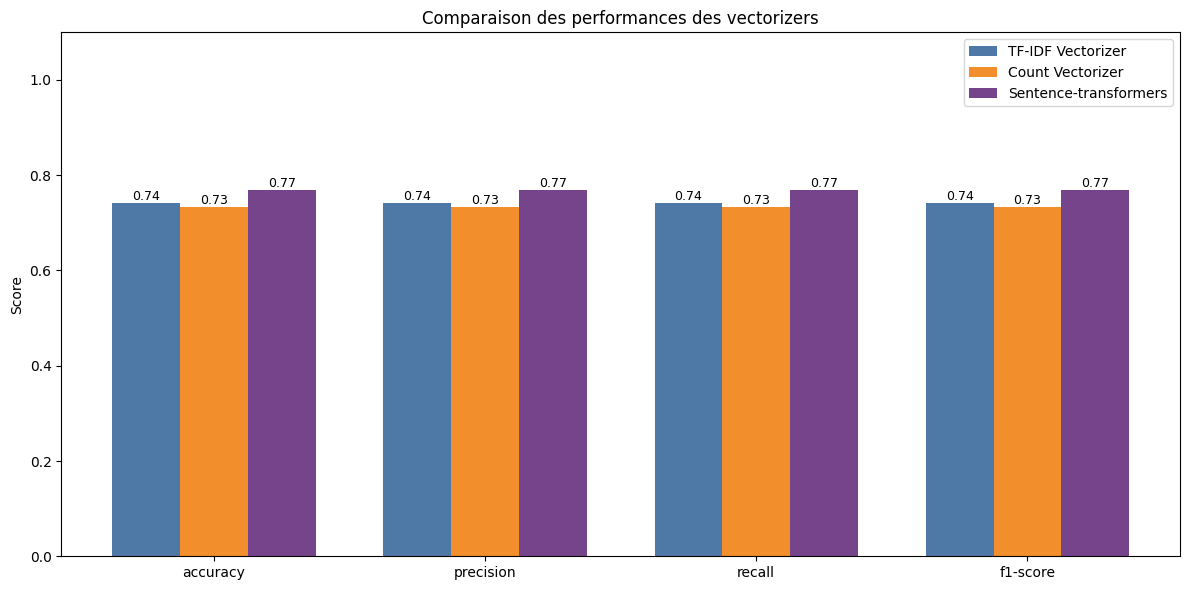 Comparaison des performances des vectorizers
TF-IDF Vectorizer
Count Vectorizer
Sentence-transformers
Score
1.0
0.8
0.6
0.4
0.2
0.0
0.74 0.73 0.77 0.74 0.73 0.77 0.74 0.73 0.77 0.74 0.73 0.77
accuracy precision recall f1-score